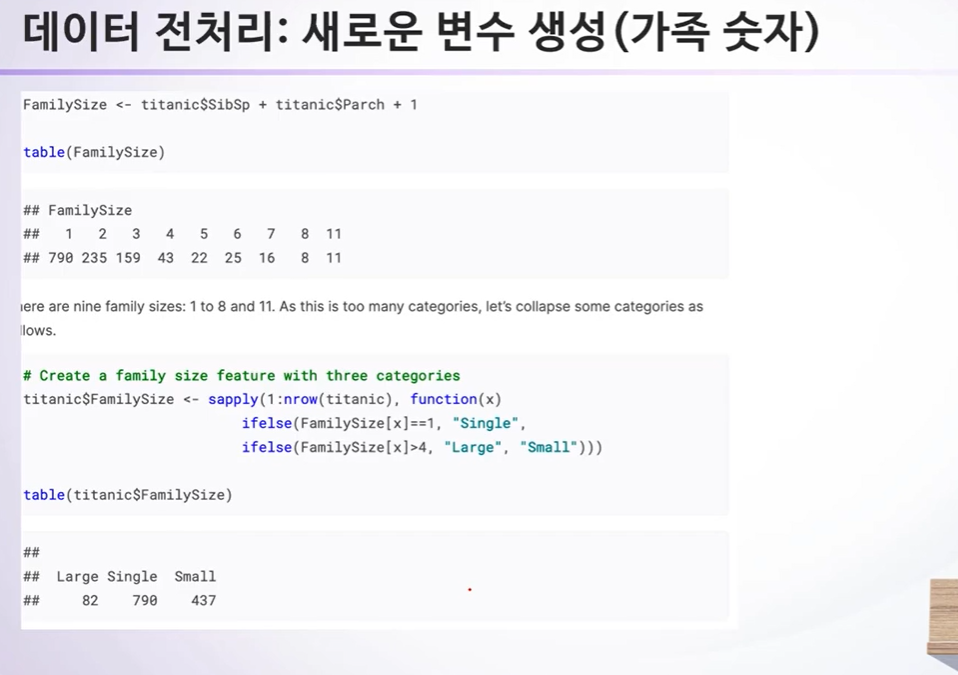 데이터 전처리: 새로운 변수 생성(가족 숫자)
FamilySize <- titanic$SibSp + titanic$Parch + 1
table(FamilySize)
## FamilySize
## 1 2 3 4 5 6 7 8 11
## 790 235 159 43 22 25 16 8 11
ere are nine family sizes: 1 to 8 and 11. As this is too many categories, let's collapse some categories as
lows.
# Create a family size feature with three categories
titanic$FamilySize <- sapply(1:nrow(titanic), function(x)
ifelse(FamilySize[x]==1, "Single",
ifelse(FamilySize[x]>4, "Large", "Small")))
table(titanic$FamilySize)
##
## Large Single Small
## 82 790 437